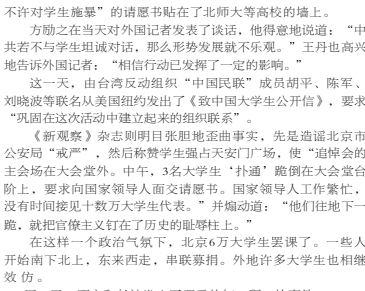 不许对学生施暴”的请愿书贴在了北师大等高校的墙上。
方励之在当天对外国记者发表了谈话，他得意地说道：“中
共若不与学生坦诚对话，那么形势发展就不乐观。”王丹也高兴
地告诉外国记者：“相信行动已发挥了一定的影响。”
这一天，由台湾反动组织“中国民联”成员胡平、陈军、
刘晓波等联名从美国纽约发出了《致中国大学生公开信》，要求
“巩固在这次活动中建立起来的组织联系”。
《新观察》杂志则明目张胆地歪曲事实，先是造谣北京市
公安局“戒严”，然后称赞学生强占天安门广场，使“追悼会的
主会场在大会堂外。中午，3名大学生‘扑通’跪倒在大会堂台
阶上，要求向国家领导人面交请愿书。国家领导人工作繁忙，
没有时间接见十数万大学生代表。”并煽动道：“他们往地下一
跪，就把官僚主义钉在了历史的耻辱柱上。”
在这样一个政治气氛下，北京6万大学生罢课了。一些人
开始南下北上，东来西走，串联募捐。外地许多大学生也相继
效仿。